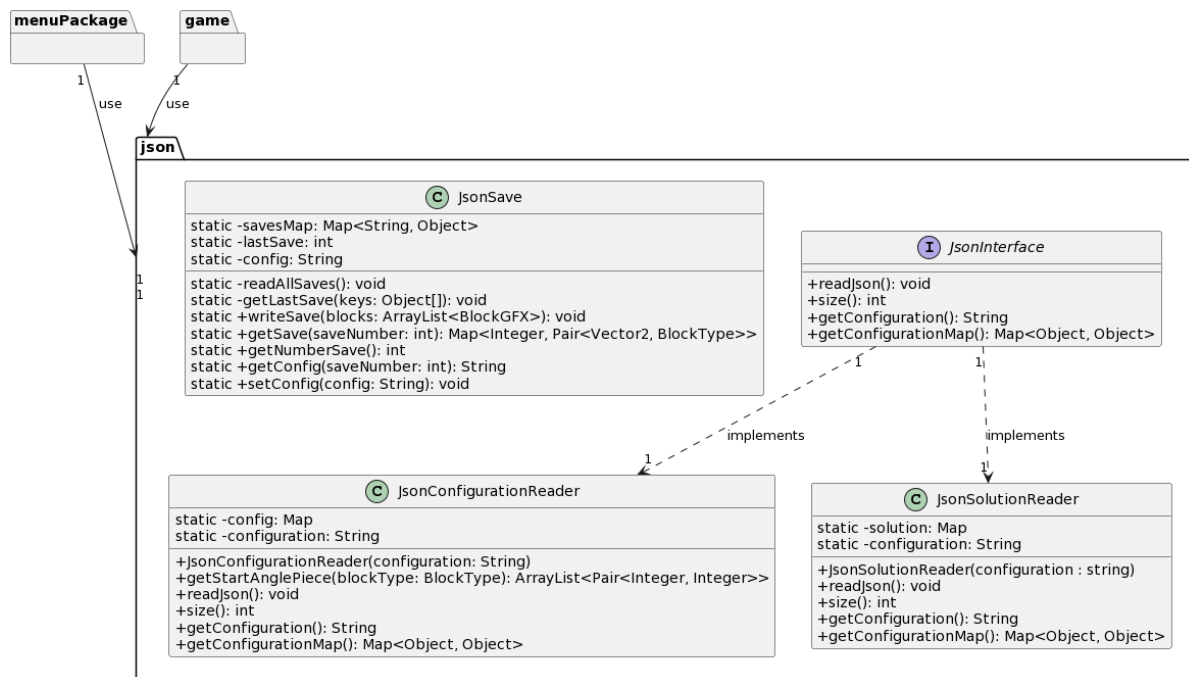 menuPackage
game
1
1
use
use
json
C JsonSave
static -savesMap: Map<String, Object>
static -lastSave: int
static -config: String
static -readAllSaves(): void
static -getLastSave(keys: Object[]): void
static +writeSave(blocks: ArrayList<BlockGFX>): void
static +getSave(saveNumber: int): Map<Integer, Pair<Vector2, BlockType>>
static +getNumberSave(): int
static +getConfig(saveNumber: int): String
static +setConfig(config: String): void
1
1
I JsonInterface
+readJson(): void
+size(): int
+getConfiguration(): String
+getConfigurationMap(): Map<Object, Object>
1
1
implements
implements
1
1
C JsonConfigurationReader
static -config: Map
static -configuration: String
+JsonConfigurationReader(configuration: String)
+getStartAnglePiece(blockType: BlockType): ArrayList<Pair<Integer, Integer>>
+readJson(): void
+size(): int
+getConfiguration(): String
+getConfigurationMap(): Map<Object, Object>
C JsonSolutionReader
static -solution: Map
static -configuration: String
+JsonSolutionReader(configuration : string)
+readJson(): void
+size(): int
+getConfiguration(): String
+getConfigurationMap(): Map<Object, Object>